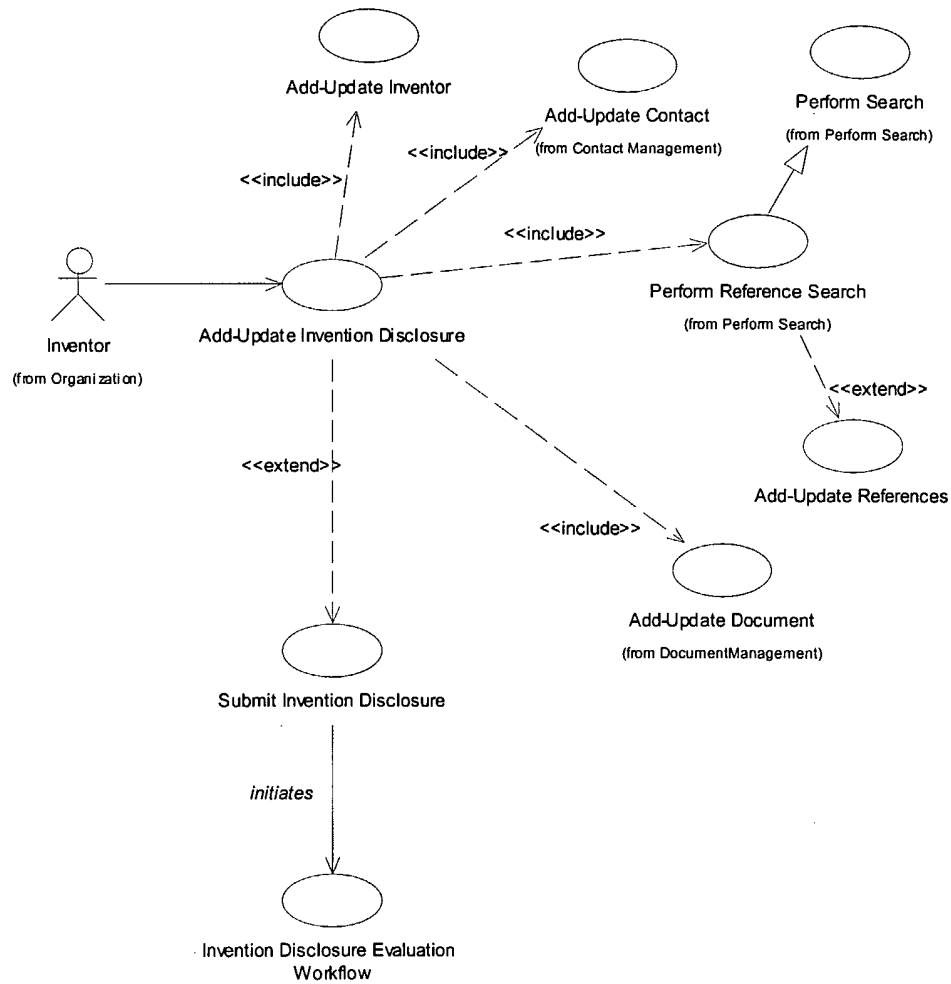 Add-Update Inventor
Add-Update Contact
(from Contact Management)
Perform Search
(from Perform Search)
<<include>>
<<include>>
<<include>>
Perform Reference Search
(from Perform Search)
Inventor
(from Organization)
Add-Update Invention Disclosure
<<extend>>
Add-Update References
<<extend>>
<<include>>
Add-Update Document
(from DocumentManagement)
Submit Invention Disclosure
initiates
Invention Disclosure Evaluation
Workflow